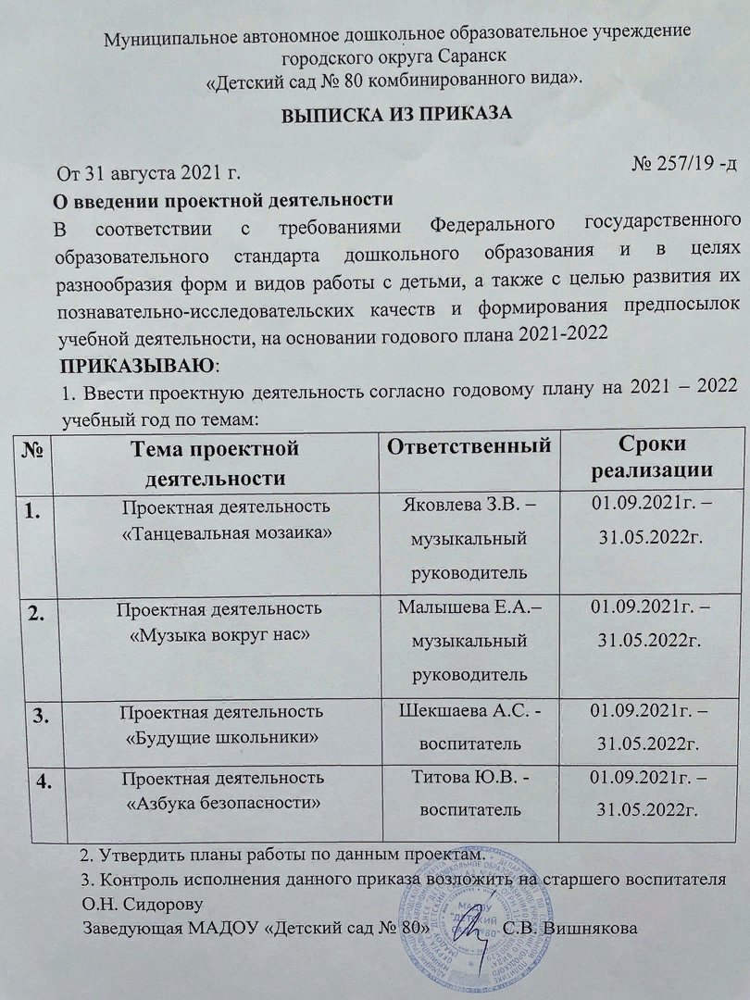 Муниципальное автономное дошкольное образовательное учреждение
городского округа Саранск
«Детский сад № 80 комбинированного вида».
ВЫПИСКА ИЗ ПРИКАЗА
От 31 августа 2021 г.
№ 257/19 -д
О введении проектной деятельности
В соответствии с требованиями Федерального государственного
образовательного стандарта дошкольного образования и в целях
разнообразия форм и видов работы с детьми, а также с целью развития их
познавательно-исследовательских качеств и формирования предпосылок
учебной деятельности, на основании годового плана 2021-2022
ПРИКАЗЫВАЮ:
1. Ввести проектную деятельность согласно годовому плану на 2021 – 2022
учебный год по темам:
№
Тема проектной
деятельности
Ответственный
Сроки
реализации
1.
Проектная деятельность
«Танцевальная мозаика»
Яковлева З.В. –
музыкальный
руководитель
01.09.2021г. –
31.05.2022г.
2.
Проектная деятельность
«Музыка вокруг нас»
Малышева Е.А.–
музыкальный
руководитель
01.09.2021г. –
31.05.2022г.
3.
Проектная деятельность
«Будущие школьники»
Шекшаева А.С. -
воспитатель
01.09.2021г. –
31.05.2022г.
4.
Проектная деятельность
«Азбука безопасности»
Титова Ю.В. -
воспитатель
01.09.2021г. –
31.05.2022г.
2. Утвердить планы работы по данным проектам.
3. Контроль исполнения данного приказа возложить на старшего воспитателя
О.Н. Сидорову
Заведующая МАДОУ «Детский сад № 80» С.В. Вишнякова
МАДОУ
"ДЕТСКИЙ
САД №80"